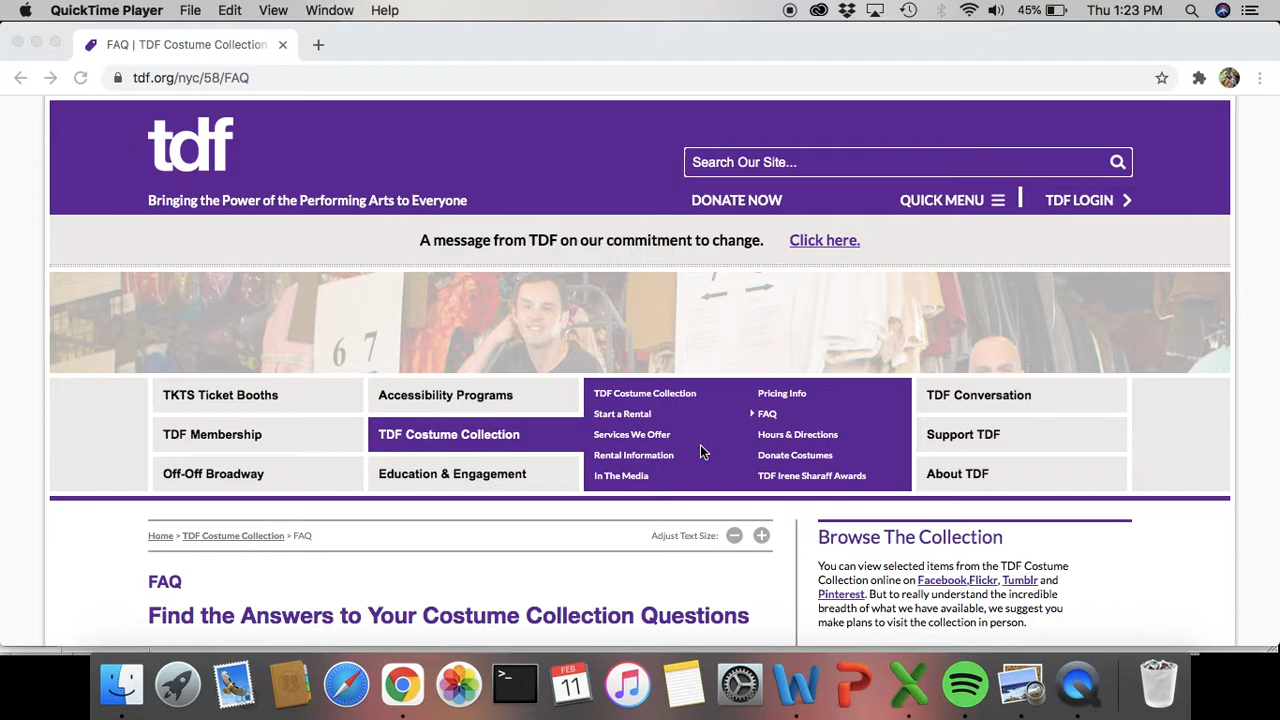 QuickTime Player File Edit View Window Help 45% Thu 1:23 PM
FAQ | TDF Costume Collection
tdf.org/nyc/58/FAQ
tdf
Search Our Site...
Bringing the Power of the Performing Arts to Everyone
DONATE NOW QUICK MENU TDF LOGIN
A message from TDF on our commitment to change. Click here.
6 7
TKTS Ticket Booths
TDF Membership
Off-Off Broadway
Accessibility Programs
TDF Costume Collection
Education & Engagement
TDF Costume Collection
Start a Rental
Services We Offer
Rental Information
In The Media
Pricing Info
FAQ
Hours & Directions
Donate Costumes
TDF Irene Sharaff Awards
TDF Conversation
Support TDF
About TDF
Home > TDF Costume Collection > FAQ
Adjust Text Size:
FAQ
Find the Answers to Your Costume Collection Questions
Browse The Collection
You can view selected items from the TDF Costume
Collection online on Facebook,Flickr, Tumblr and
Pinterest. But to really understand the incredible
breadth of what we have available, we suggest you
make plans to visit the collection in person.
FEB
11